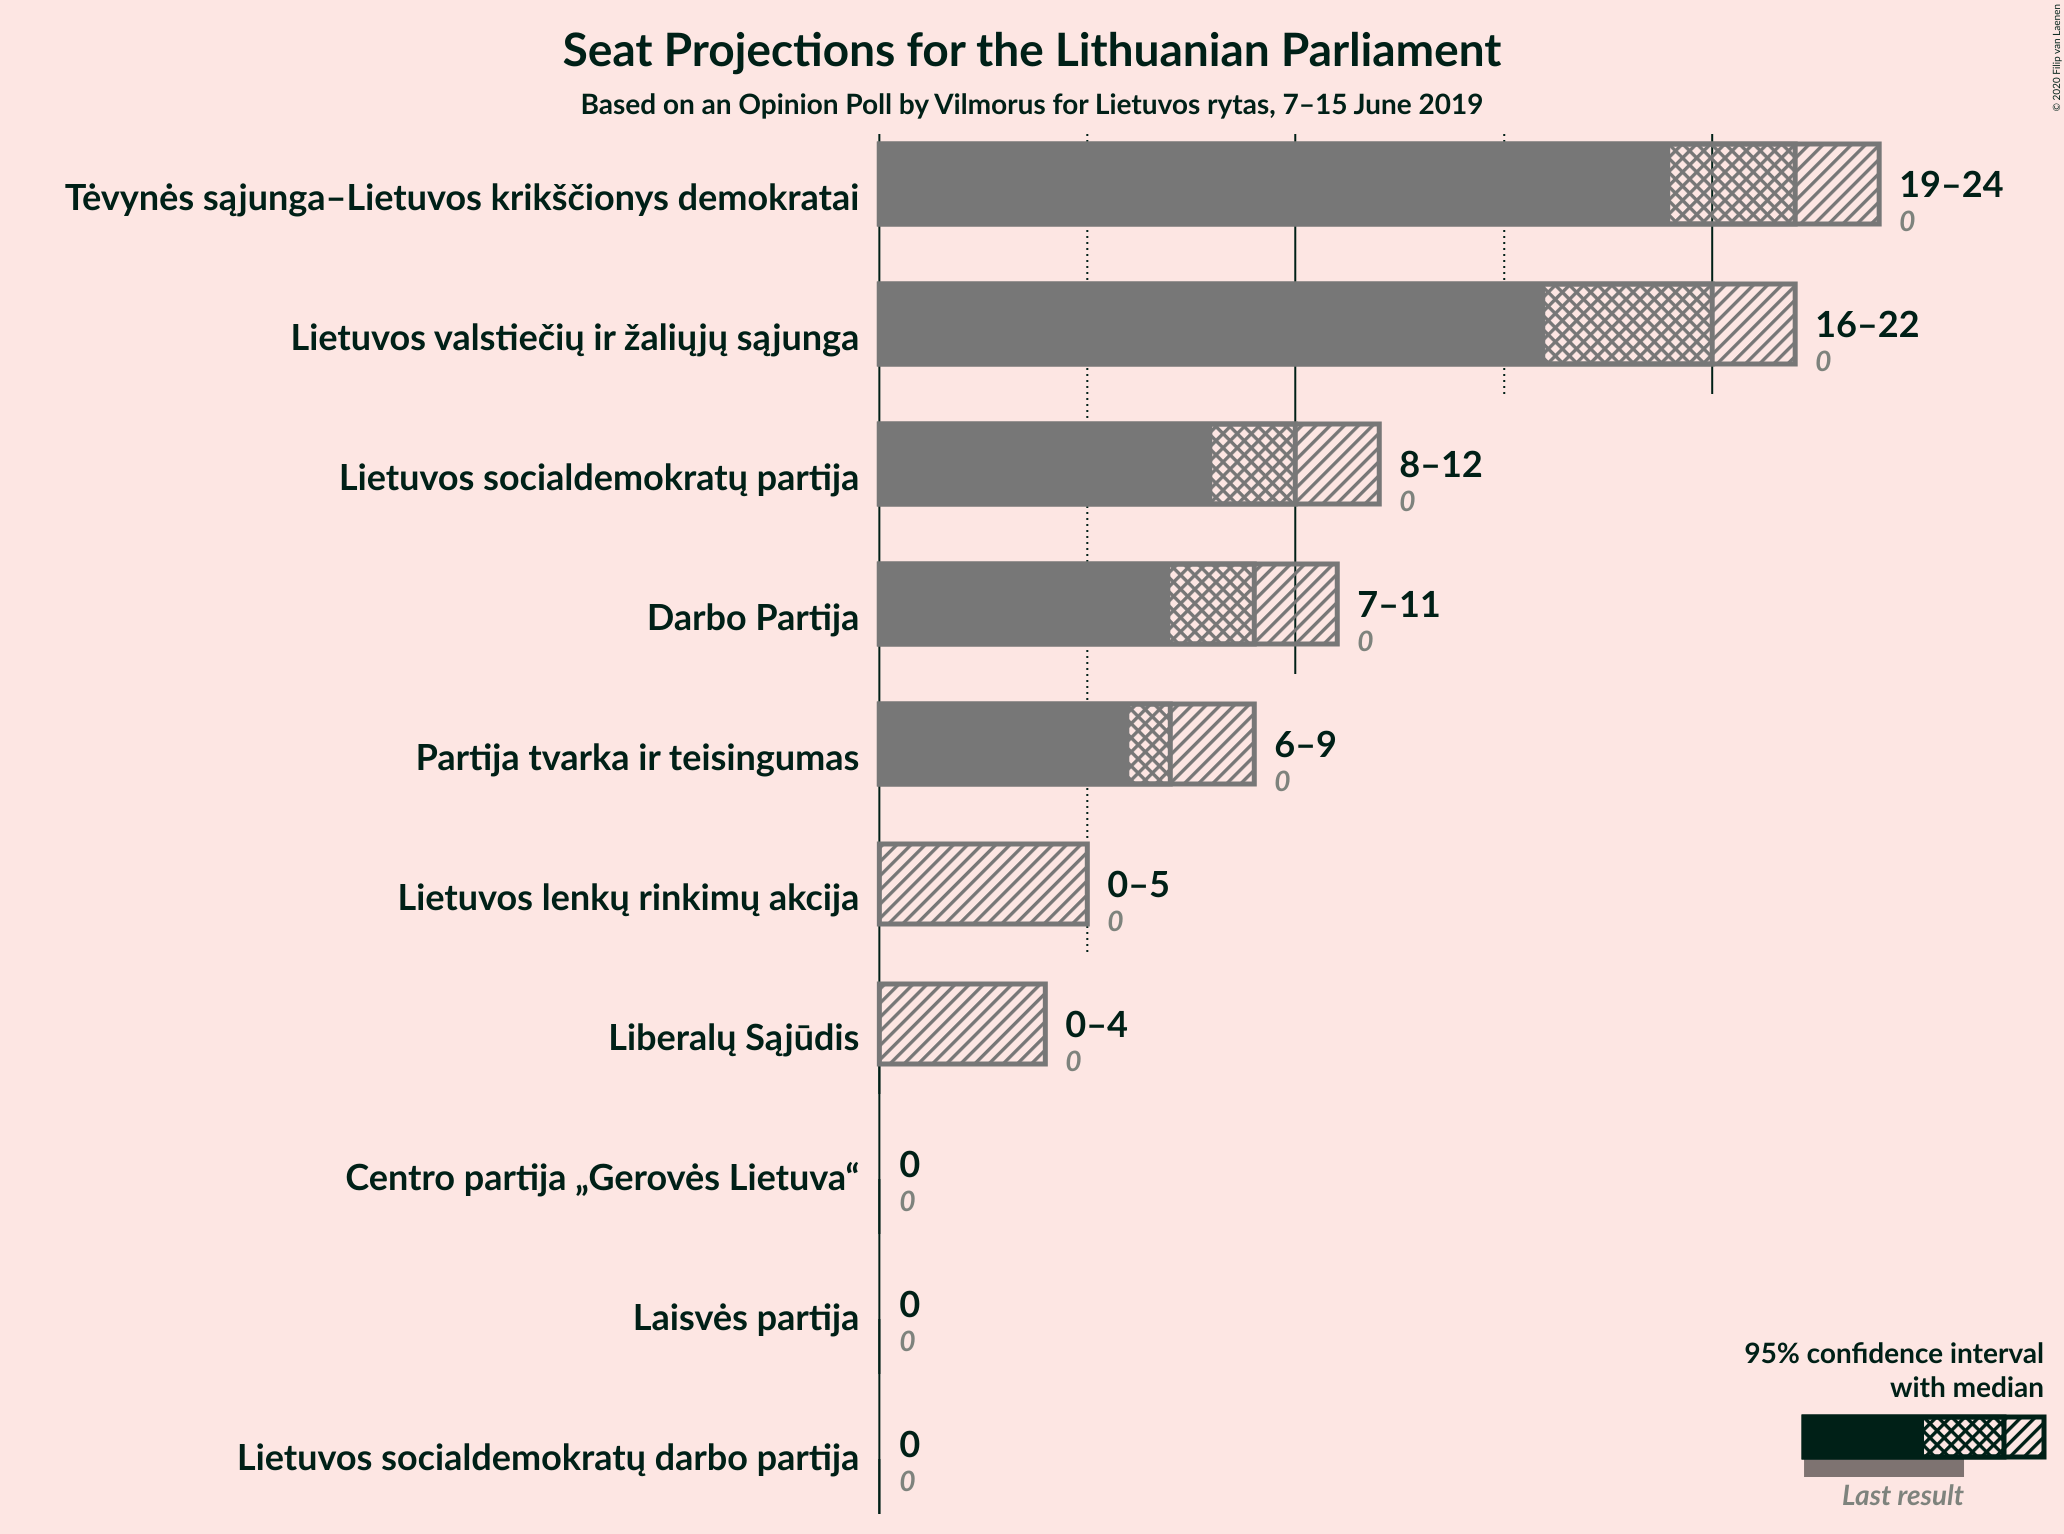 Seat Projections for the Lithuanian Parliament
Based on an Opinion Poll by Vilmorus for Lietuvos rytas, 7–15 June 2019
© 2020 Filip van Laenen
Tėvynės sąjunga–Lietuvos krikščionys demokratai
19–24
0
Lietuvos valstiečių ir žaliųjų sąjunga
16–22
0
Lietuvos socialdemokratų partija
8–12
0
Darbo Partija
7–11
0
Partija tvarka ir teisingumas
6–9
0
Lietuvos lenkų rinkimų akcija
0–5
0
Liberalų Sąjūdis
0–4
0
Centro partija „Gerovės Lietuva“
0
0
Laisvės partija
0
0
Lietuvos socialdemokratų darbo partija
0
0
95% confidence interval
with median
Last result